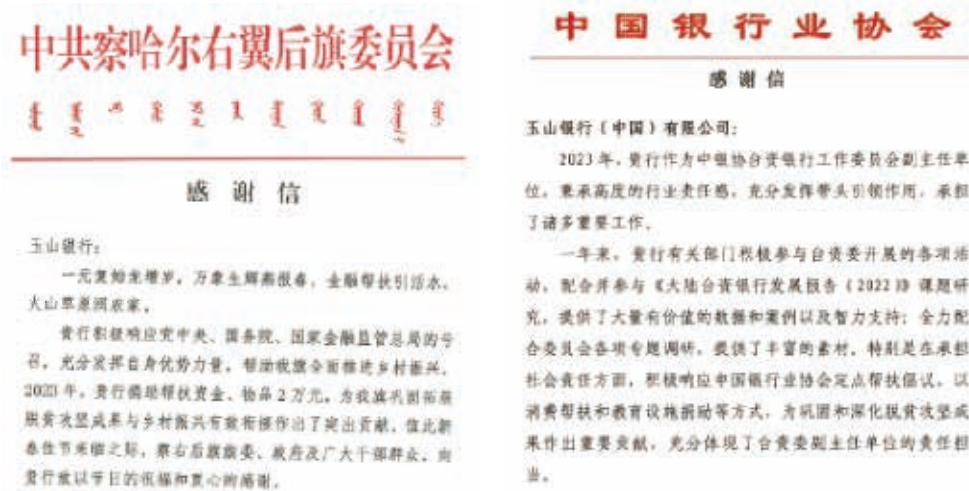 中共察哈尔右翼后旗委员会
感谢信
玉山银行：
一元复始龙增岁，万象生辉燕报春，金融帮扶引活水，
火山草原润农家。
贵行积极响应党中央、国务院、国家金融监管总局的号
召，充分发挥自身优势力量，帮助我旗全面推进乡村振兴，
2023年，贵行捐助帮扶资金、物品2万元，为我旗巩固拓展
脱贫攻坚成果与乡村振兴有效衔接作出了突出贡献。值此新
春佳节来临之际，察右后旗旗委、政府及广大干部群众，向
贵行致以节日的祝福和衷心的感谢。
中国银行业协会
感谢信
玉山银行（中国）有限公司：
2023年，贵行作为中银协台资银行工作委员会副主任单
位，秉承高度的行业责任感，充分发挥带头引领作用，承担
了诸多重要工作。
一年来，贵行有关部门积极参与台资委开展的各项活
动，配合并参与《大陆台资银行发展报告（2022）》课题研
究，提供了大量有价值的数据和案例以及智力支持；全力配
合委员会各项专题调研，提供了丰富的素材。特别是在承担
社会责任方面，积极响应中国银行业协会定点帮扶倡议，以
消费帮扶和教育设施捐助等方式，为巩固和深化脱贫攻坚成
果作出重要贡献，充分体现了台资委副主任单位的责任担
当。